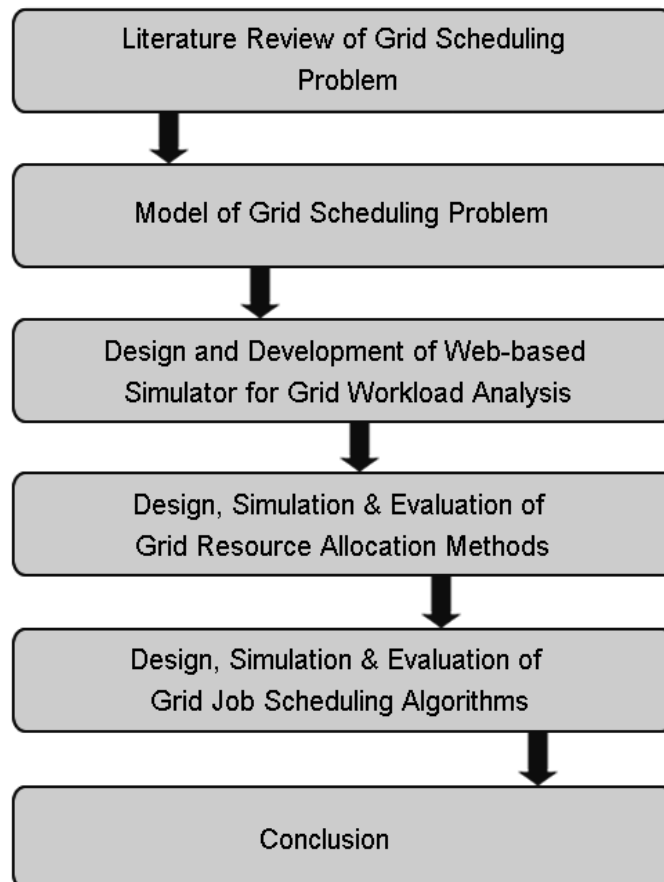 Literature Review of Grid Scheduling
Problem
Model of Grid Scheduling Problem
Design and Development of Web-based
Simulator for Grid Workload Analysis
Design, Simulation & Evaluation of
Grid Resource Allocation Methods
Design, Simulation & Evaluation of
Grid Job Scheduling Algorithms
Conclusion